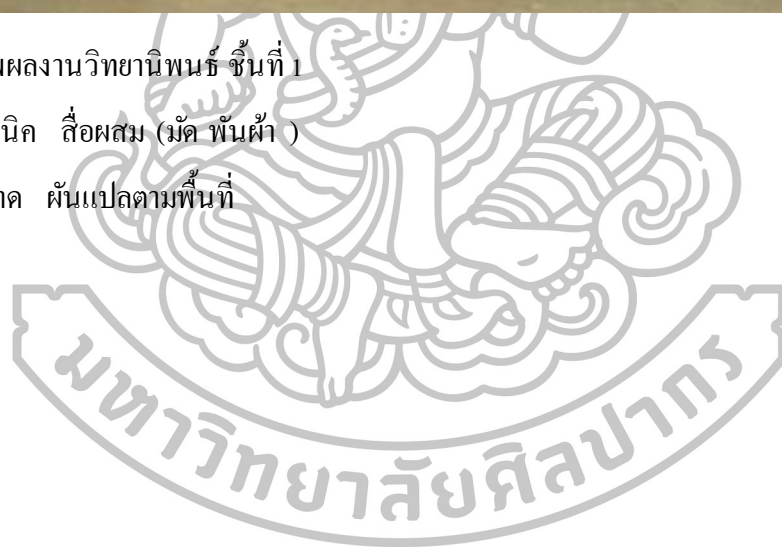 ผลงานวิทยานิพนธ์ ชิ้นที่ 1
นิค สื่อผสม (มัด พันผ้า )
าด ผันแปลตามพื้นที่
มหาวิทยาลัยศิลปากร